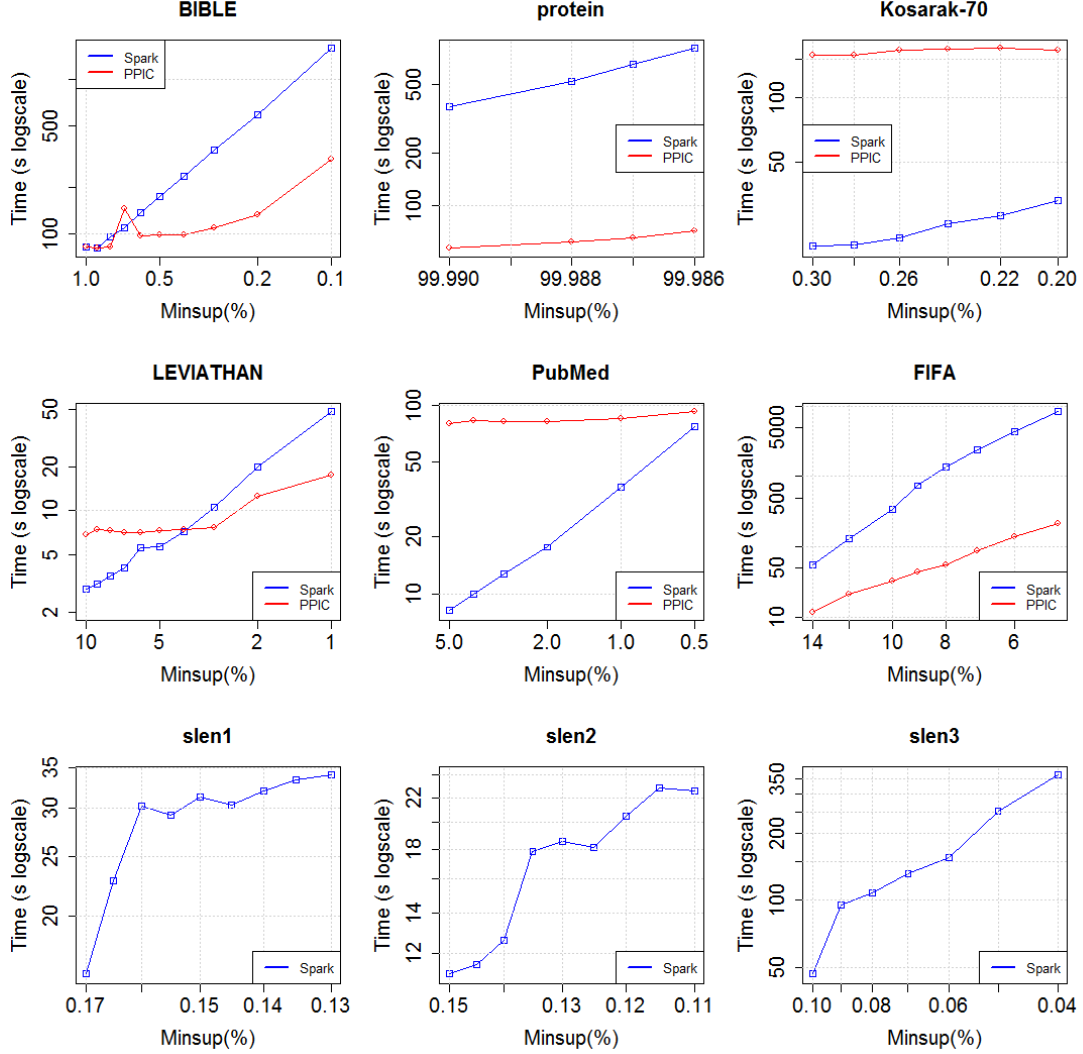 BIBLE
Time (s logscale)
500
100
Spark
PPIC
1.0 0.5 0.2 0.1
Minsup(%)
protein
Time (s logscale)
500
200
100
Spark
PPIC
99.990 99.988 99.986
Minsup(%)
Kosarak-70
Time (s logscale)
100
50
Spark
PPIC
0.30 0.26 0.22 0.20
Minsup(%)
LEVIATHAN
Time (s logscale)
50
20
10
5
2
Spark
PPIC
10 5 2 1
Minsup(%)
PubMed
Time (s logscale)
100
50
20
10
Spark
PPIC
5.0 2.0 1.0 0.5
Minsup(%)
FIFA
Time (s logscale)
5000
500
50
10
Spark
PPIC
14 10 8 6
Minsup(%)
slen1
Time (s logscale)
35
30
25
20
Spark
0.17 0.15 0.14 0.13
Minsup(%)
slen2
Time (s logscale)
22
18
14
12
Spark
0.15 0.13 0.12 0.11
Minsup(%)
slen3
Time (s logscale)
350
200
100
50
Spark
0.10 0.08 0.06 0.04
Minsup(%)